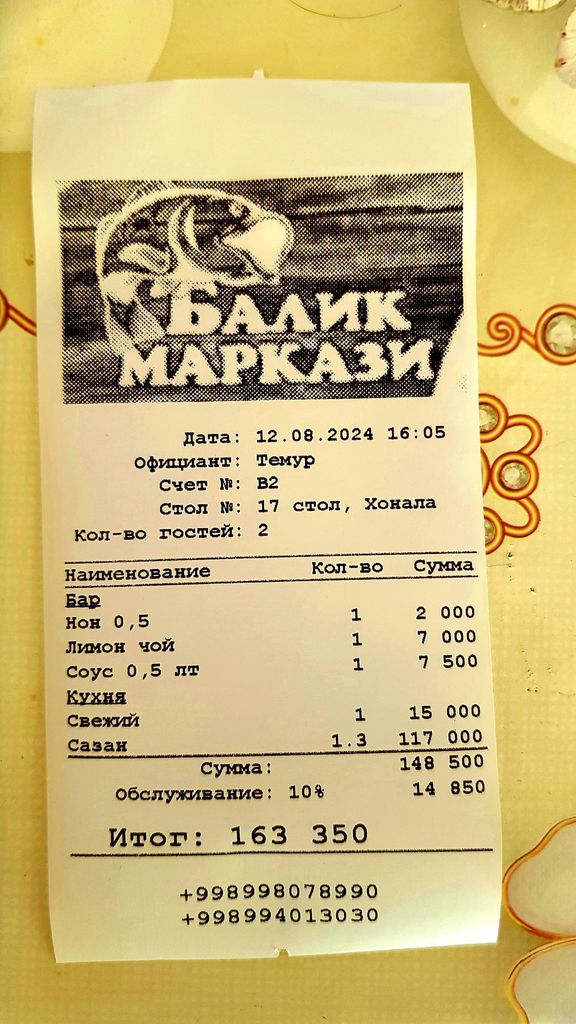 БАЛИК
МАРКАЗИ
Дата: 12.08.2024 16:05
Официант: Темур
Счет №: B2
Стол №: 17 стол, Хонала
Кол-во гостей: 2
Наименование Кол-во Сумма
Бар
Нон 0,5 1 2 000
Лимон чой 1 7 000
Соус 0,5 лт 1 7 500
Кухня
Свежий 1 15 000
Сазан 1.3 117 000
Сумма: 148 500
Обслуживание: 10% 14 850
Итог: 163 350
+998998078990
+998994013030